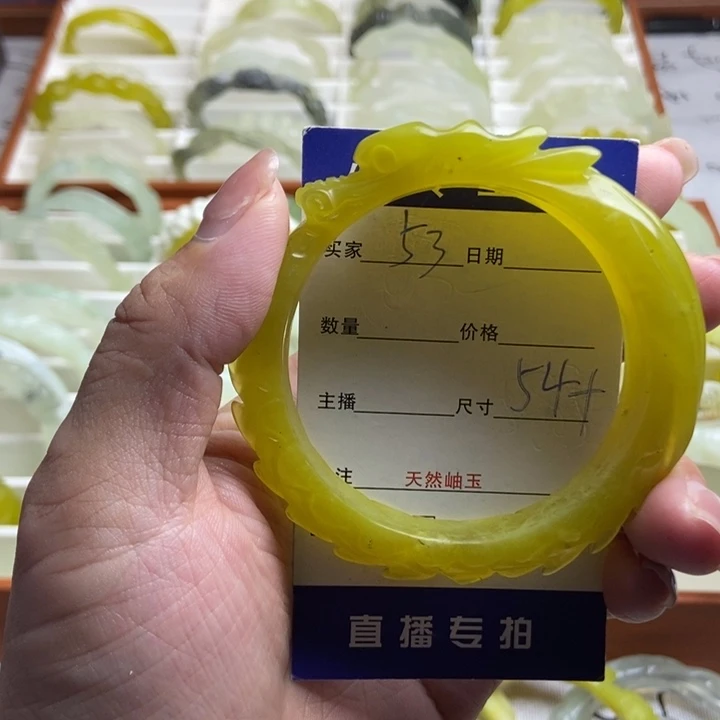 买家 53 日期
数量 价格
主播 尺寸 54+
注 天然岫玉
直播专拍